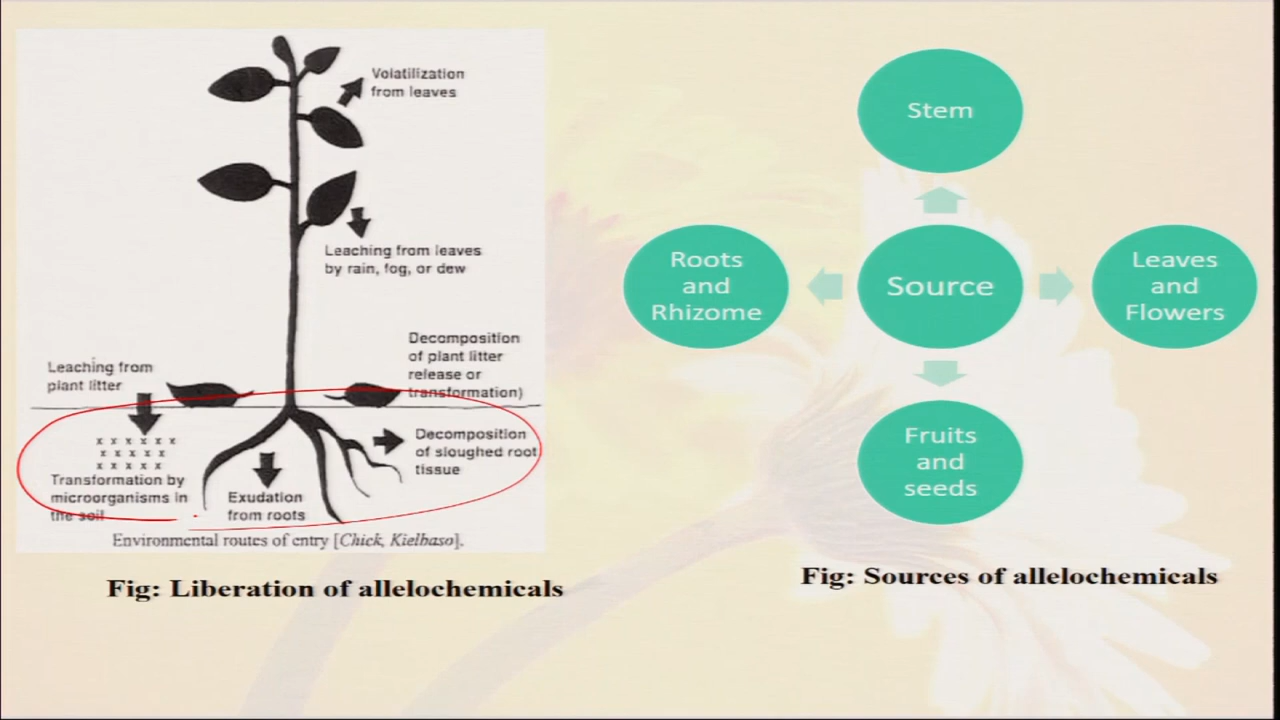 Volatilization
from leaves
Leaching from leaves
by rain, fog, or dew
Decomposition
of plant litter
release or
transformation)
Leaching from
plant litter
x x x x x x
x x x x x
x x x x x
Transformation by
microorganisms in
the soil
Exudation
from roots
Decomposition
of sloughed root
tissue
Environmental routes of entry [Chick, Kielbaso].
Fig: Liberation of allelochemicals
Stem
Roots
and
Rhizome
Source
Leaves
and
Flowers
Fruits
and
seeds
Fig: Sources of allelochemicals